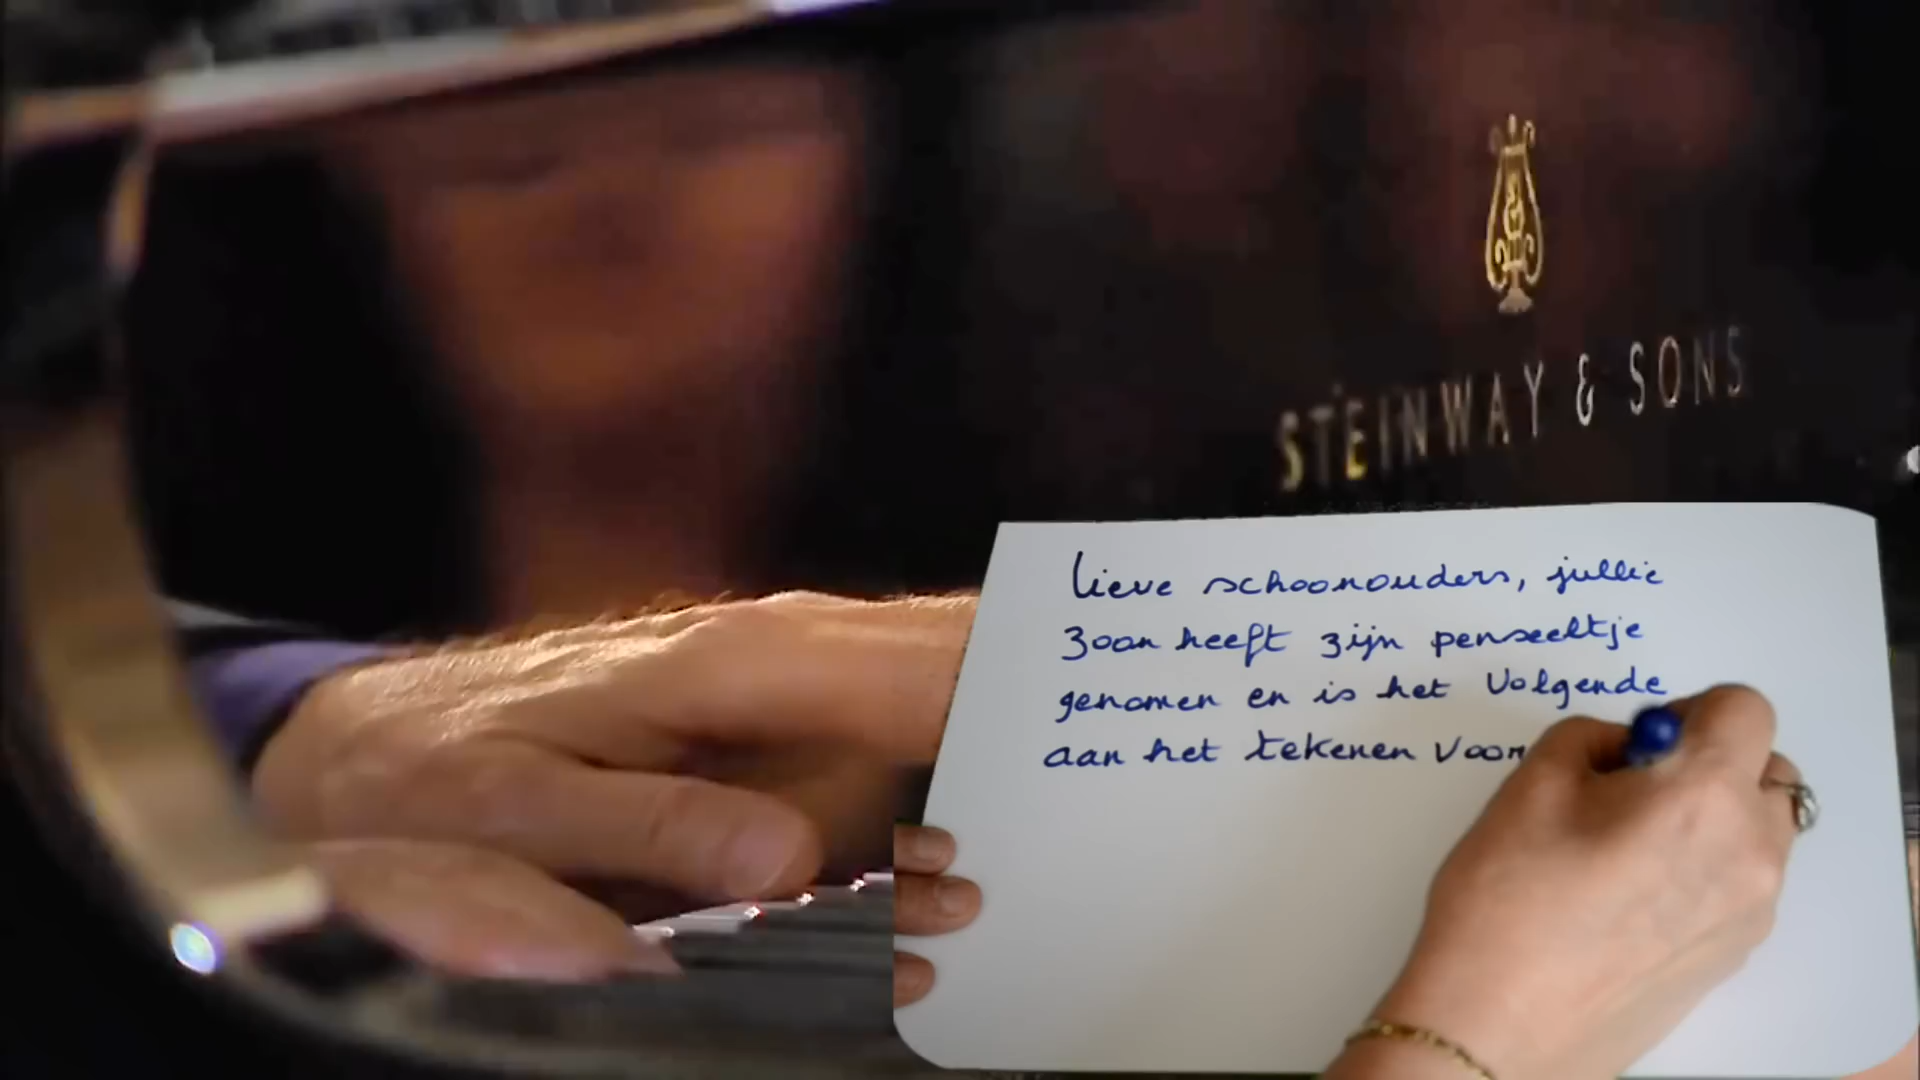 STEINWAY & SONS
lieve schoonouders, jullie
zoon heeft zijn penseeltje
genomen en is het volgende
aan het tekenen voor